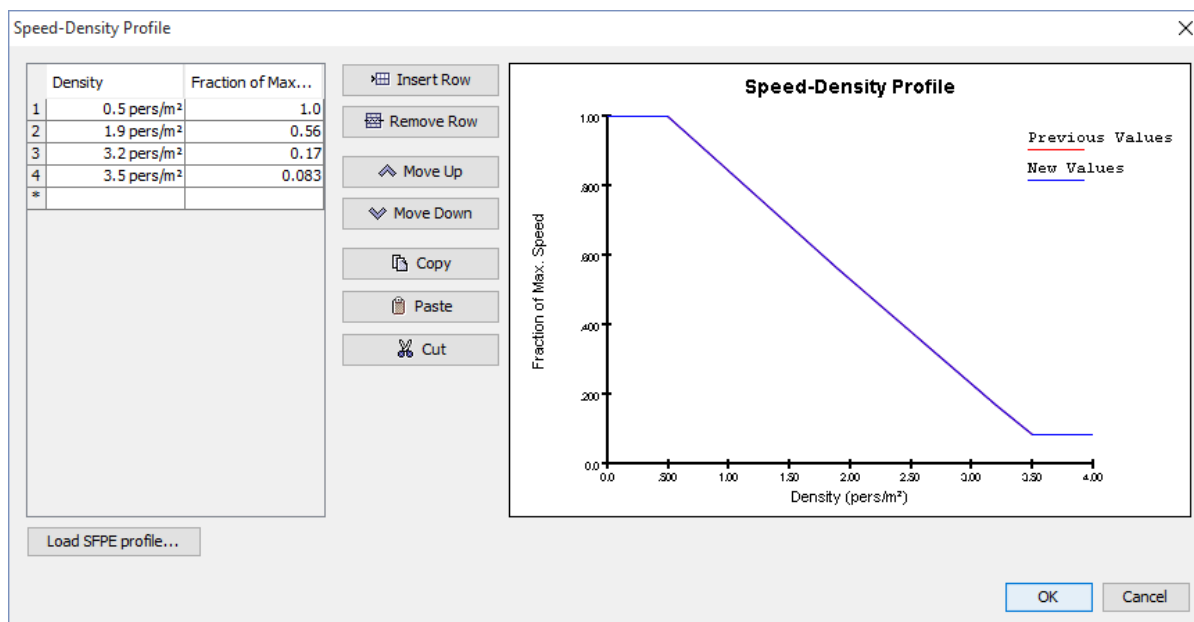 Speed-Density Profile
Density Fraction of Max...
1 0.5 pers/m² 1.0
2 1.9 pers/m² 0.56
3 3.2 pers/m² 0.17
4 3.5 pers/m² 0.083
*
Load SFPE profile...
Insert Row
Remove Row
Move Up
Move Down
Copy
Paste
Cut
Speed-Density Profile
Previous Values
New Values
Fraction of Max. Speed
1.00
.800
.600
.400
.200
0.0
0.0 .500 1.00 1.50 2.00 2.50 3.00 3.50 4.00
Density (pers/m²)
OK Cancel